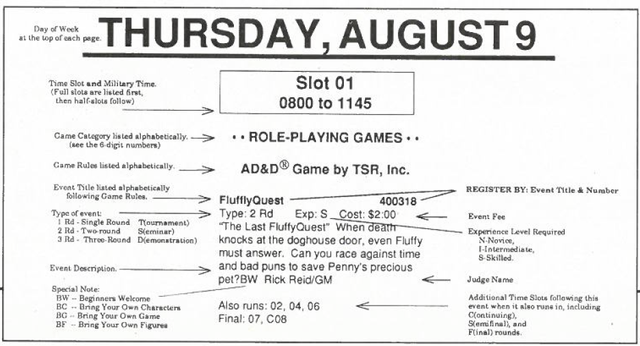 Day of Week
at the top of each page.
THURSDAY, AUGUST 9
Time Slot and Military Time.
(Full slots are listed first,
then half-slots follow)
Slot 01
0800 to 1145
Game Category listed alphabetically.
(see the 6-digit numbers)
• • ROLE-PLAYING GAMES • •
Game Rules listed alphabetically.
AD&D® Game by TSR, Inc.
Event Title listed alphabetically
following Game Rules.
FlufflyQuest 400318
REGISTER BY: Event Title & Number
Type of event:
1 Rd - Single Round T(ournament)
2 Rd - Two-round S(eminar)
3 Rd - Three-Round D(emonstration)
Type: 2 Rd Exp: S Cost: $2:00
"The Last FluffyQuest" When death
knocks at the doghouse door, even Fluffy
must answer. Can you race against time
and bad puns to save Penny's precious
pet?BW Rick Reid/GM
Event Fee
Experience Level Required
N-Novice,
I-Intermediate,
S-Skilled.
Event Description.
Judge Name
Special Note:
BW -- Beginners Welcome
BC -- Bring Your Own Characters
BG -- Bring Your Own Game
BF -- Bring Your Own Figures
Also runs: 02, 04, 06
Final: 07, C08
Additional Time Slots following this
event when it also runs in, including
C(ontinuing),
S(emifinal), and
F(inal) rounds.